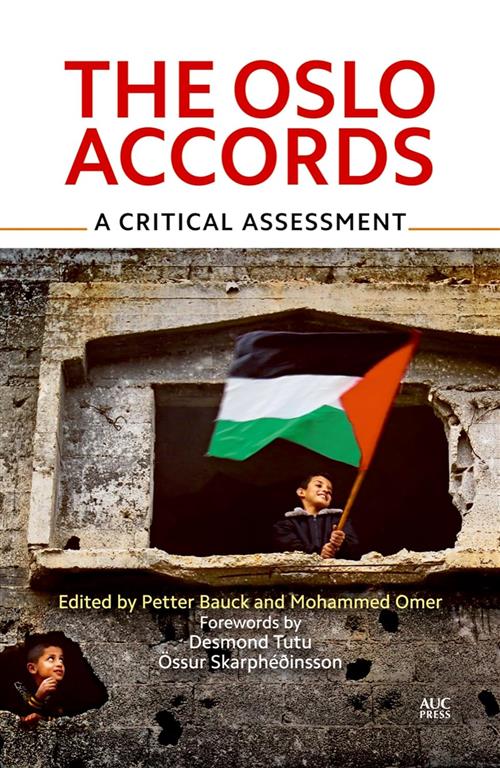 THE OSLO
ACCORDS
A CRITICAL ASSESSMENT
Edited by Petter Bauck and Mohammed Omer
Forewords by
Desmond Tutu
Össur Skarphéðinsson
AUC
PRESS